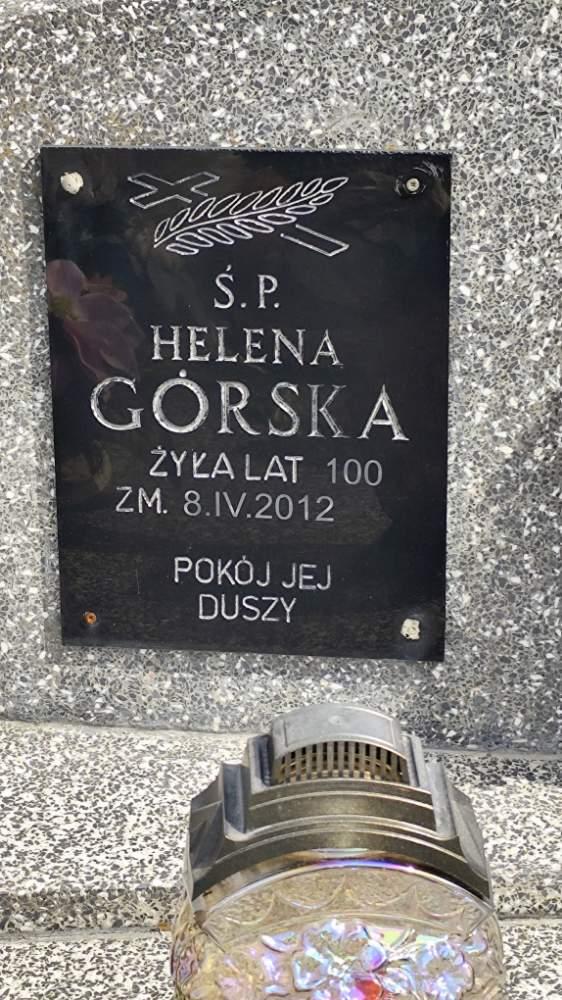 Ś.P.
HELENA
GÓRSKA
ŻYŁA LAT 100
ZM. 8.IV.2012
POKÓJ JEJ
DUSZY